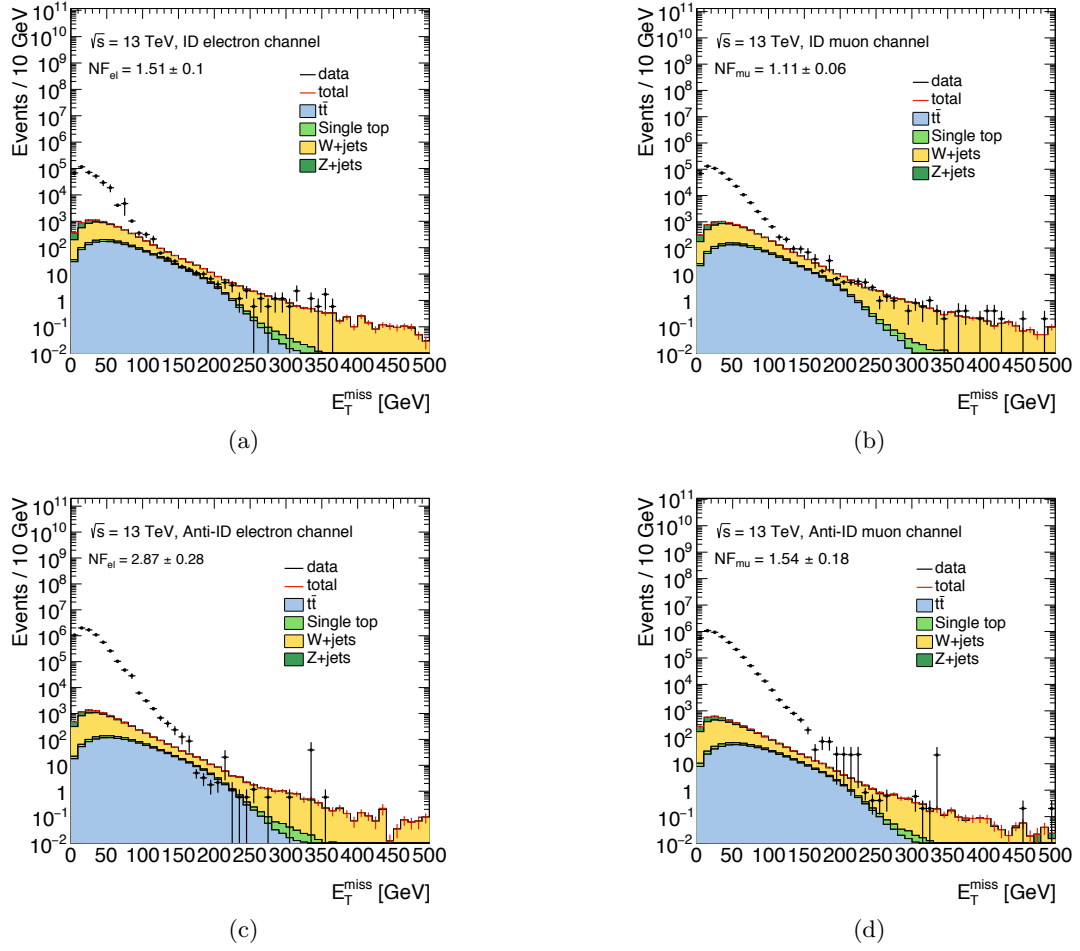 Events / 10 GeV
10^11
10^10
10^9
10^8
10^7
10^6
10^5
10^4
10^3
10^2
10
1
10^−1
10^−2
√s = 13 TeV, ID electron channel
NF_el = 1.51 ± 0.1
data
total
tt̄
Single top
W+jets
Z+jets
0 50 100 150 200 250 300 350 400 450 500
E_T^miss [GeV]
(a)
Events / 10 GeV
10^11
10^10
10^9
10^8
10^7
10^6
10^5
10^4
10^3
10^2
10
1
10^−1
10^−2
√s = 13 TeV, ID muon channel
NF_mu = 1.11 ± 0.06
data
total
tt̄
Single top
W+jets
Z+jets
0 50 100 150 200 250 300 350 400 450 500
E_T^miss [GeV]
(b)
Events / 10 GeV
10^11
10^10
10^9
10^8
10^7
10^6
10^5
10^4
10^3
10^2
10
1
10^−1
10^−2
√s = 13 TeV, Anti-ID electron channel
NF_el = 2.87 ± 0.28
data
total
tt̄
Single top
W+jets
Z+jets
0 50 100 150 200 250 300 350 400 450 500
E_T^miss [GeV]
(c)
Events / 10 GeV
10^11
10^10
10^9
10^8
10^7
10^6
10^5
10^4
10^3
10^2
10
1
10^−1
10^−2
√s = 13 TeV, Anti-ID muon channel
NF_mu = 1.54 ± 0.18
data
total
tt̄
Single top
W+jets
Z+jets
0 50 100 150 200 250 300 350 400 450 500
E_T^miss [GeV]
(d)